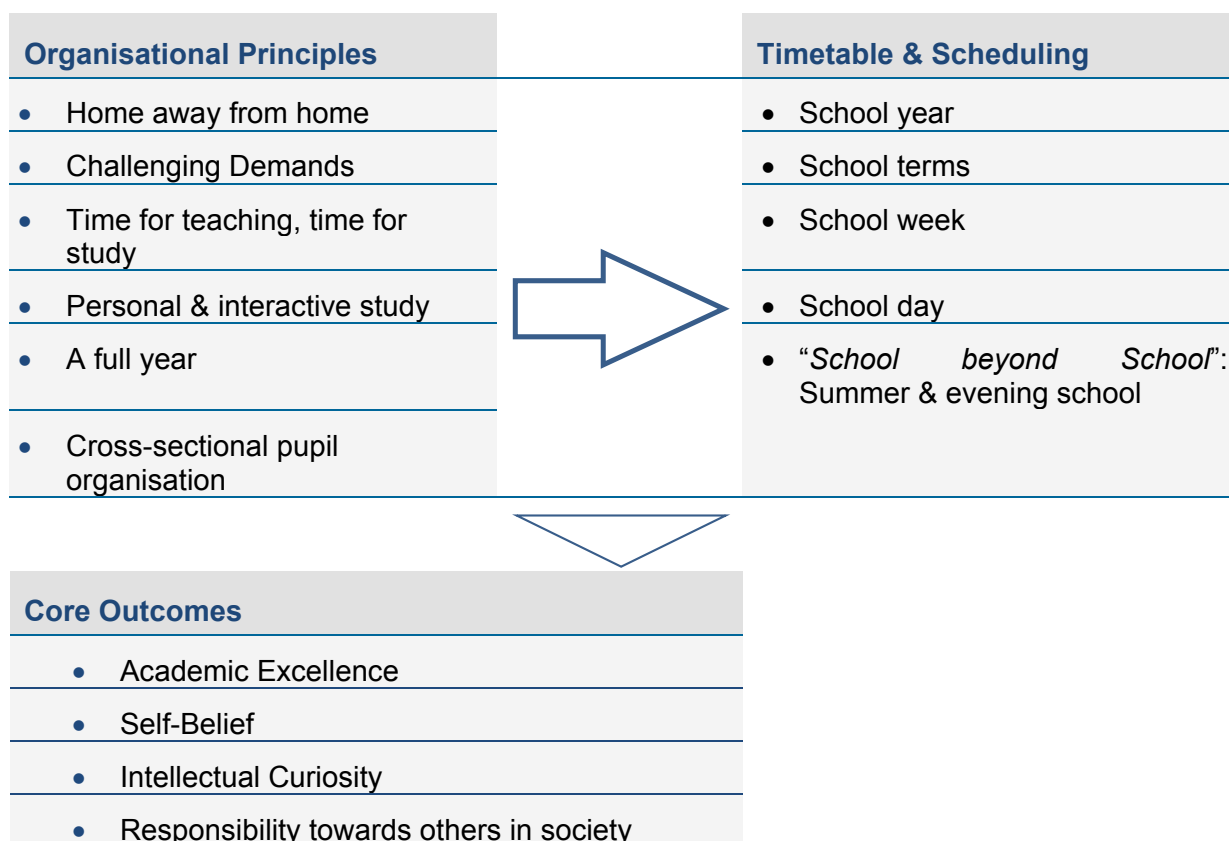 Organisational Principles
• Home away from home
• Challenging Demands
• Time for teaching, time for
study
• Personal & interactive study
• A full year
• Cross-sectional pupil
organisation
Timetable & Scheduling
• School year
• School terms
• School week
• School day
• “School beyond School”:
Summer & evening school
Core Outcomes
• Academic Excellence
• Self-Belief
• Intellectual Curiosity
• Responsibility towards others in society